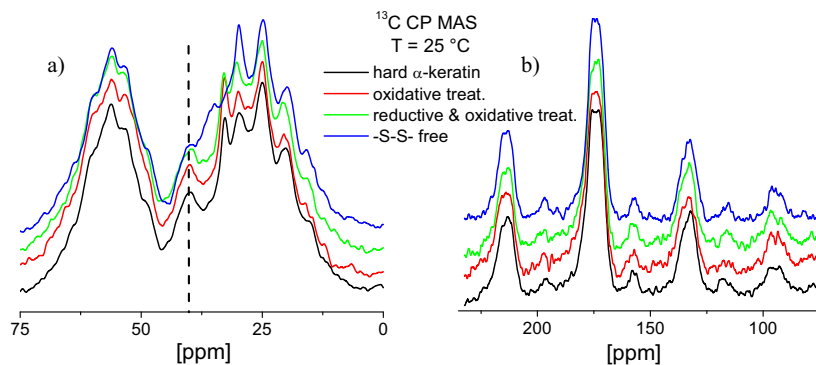 ¹³C CP MAS
T = 25 °C
a)
b)
hard α-keratin
oxidative treat.
reductive & oxidative treat.
-S-S- free
75 50 25 0
200 150 100
[ppm]
[ppm]